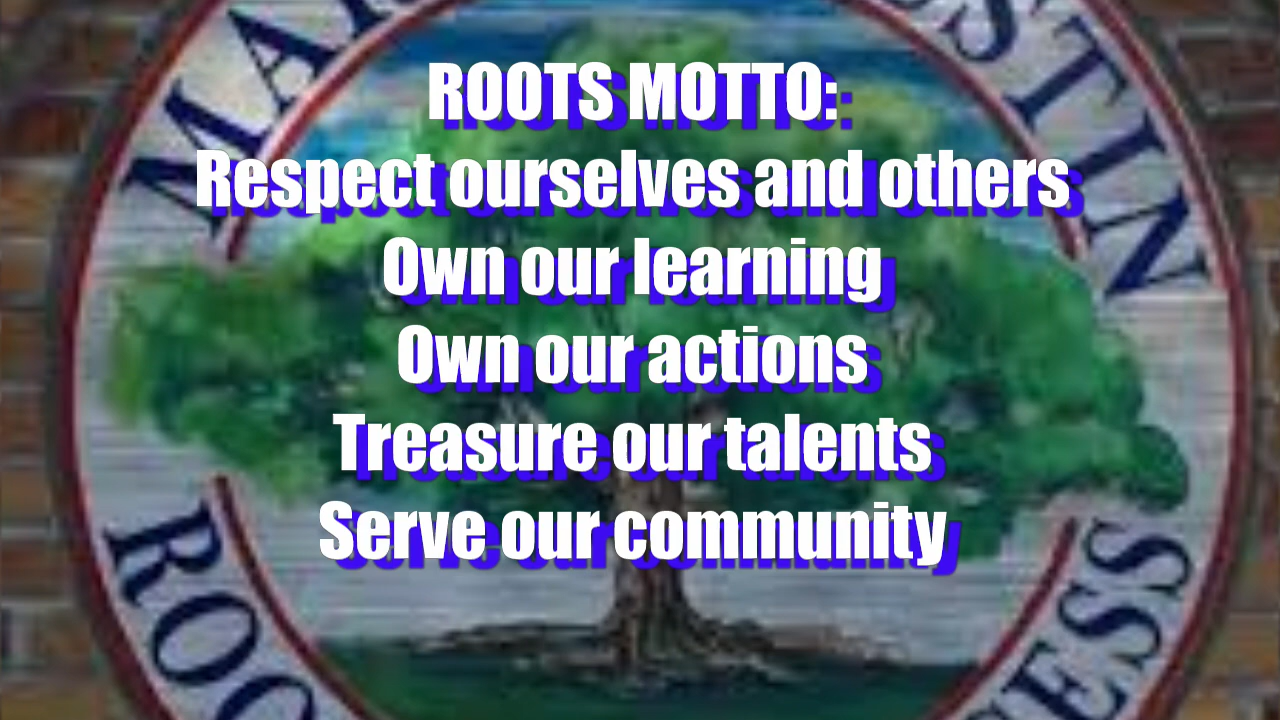 ROOTS MOTTO:
Respect ourselves and others
Own our learning
Own our actions
Treasure our talents
Serve our community